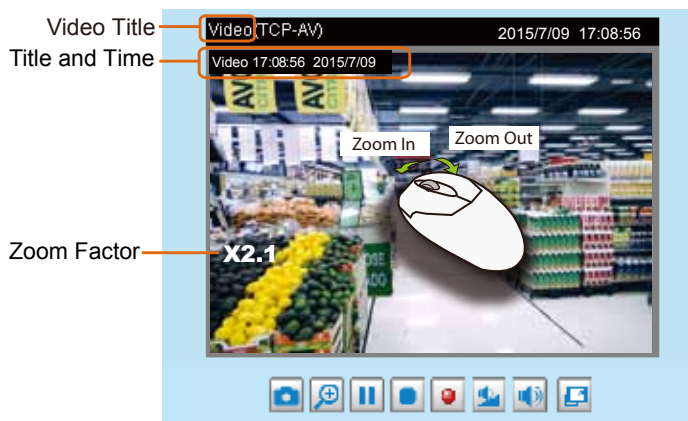 Video Title
Video(TCP-AV) 2015/7/09 17:08:56
Title and Time
Video 17:08:56 2015/7/09
Zoom In
Zoom Out
Zoom Factor
X2.1